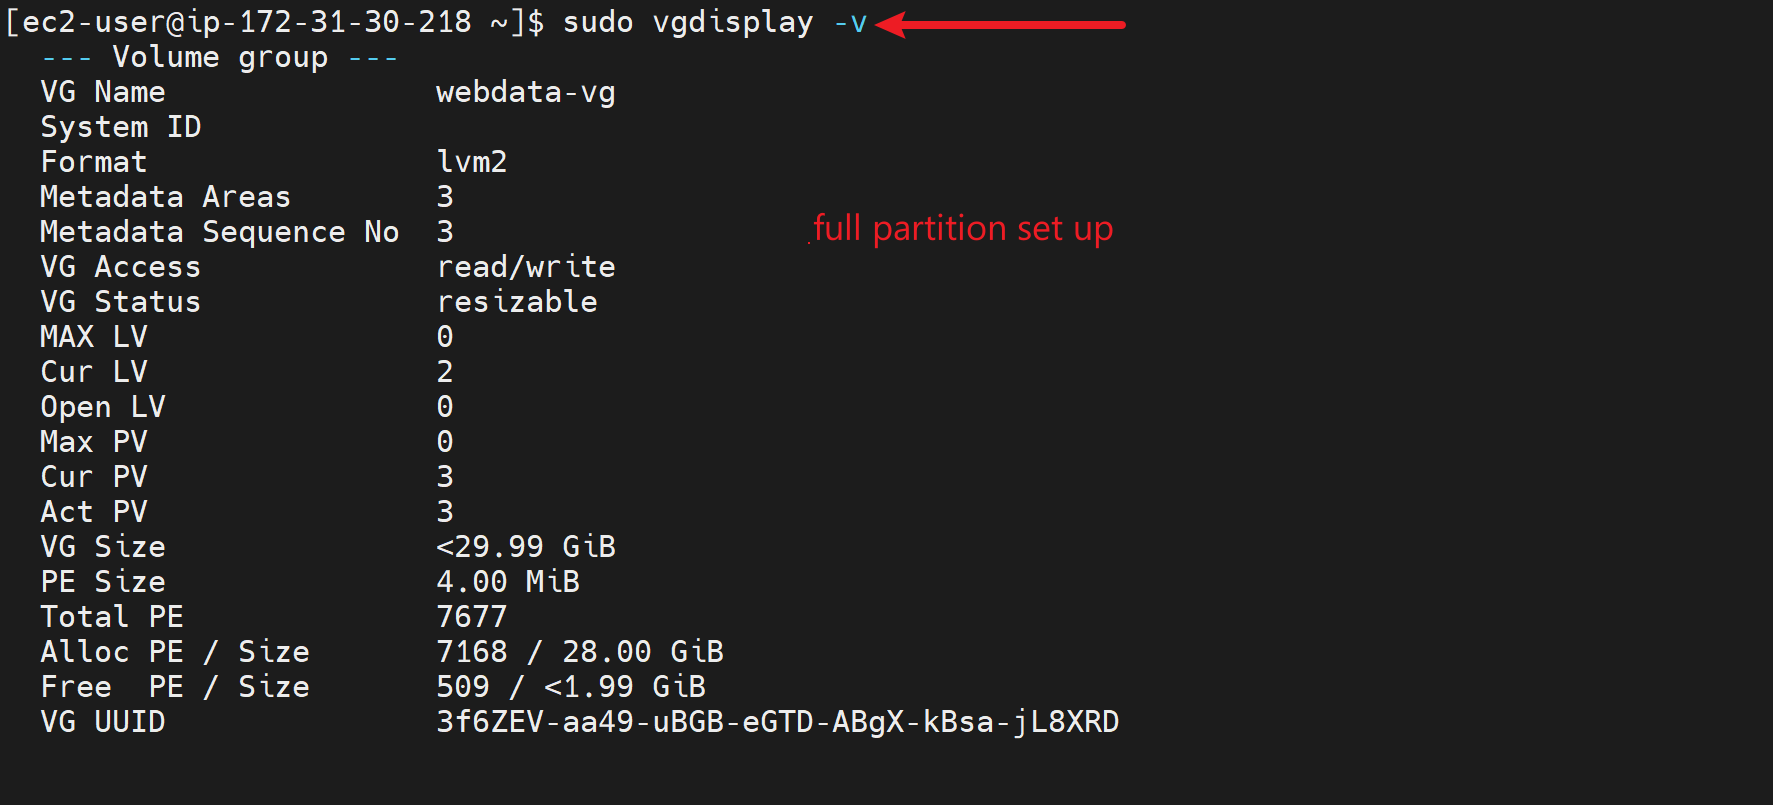 [ec2-user@ip-172-31-30-218 ~]$ sudo vgdisplay -v
--- Volume group ---
VG Name webdata-vg
System ID
Format lvm2
Metadata Areas 3
Metadata Sequence No 3
full partition set up
VG Access read/write
VG Status resizable
MAX LV 0
Cur LV 2
Open LV 0
Max PV 0
Cur PV 3
Act PV 3
VG Size <29.99 GiB
PE Size 4.00 MiB
Total PE 7677
Alloc PE / Size 7168 / 28.00 GiB
Free  PE / Size 509 / <1.99 GiB
VG UUID 3f6ZEV-aa49-uBGB-eGTD-ABgX-kBsa-jL8XRD